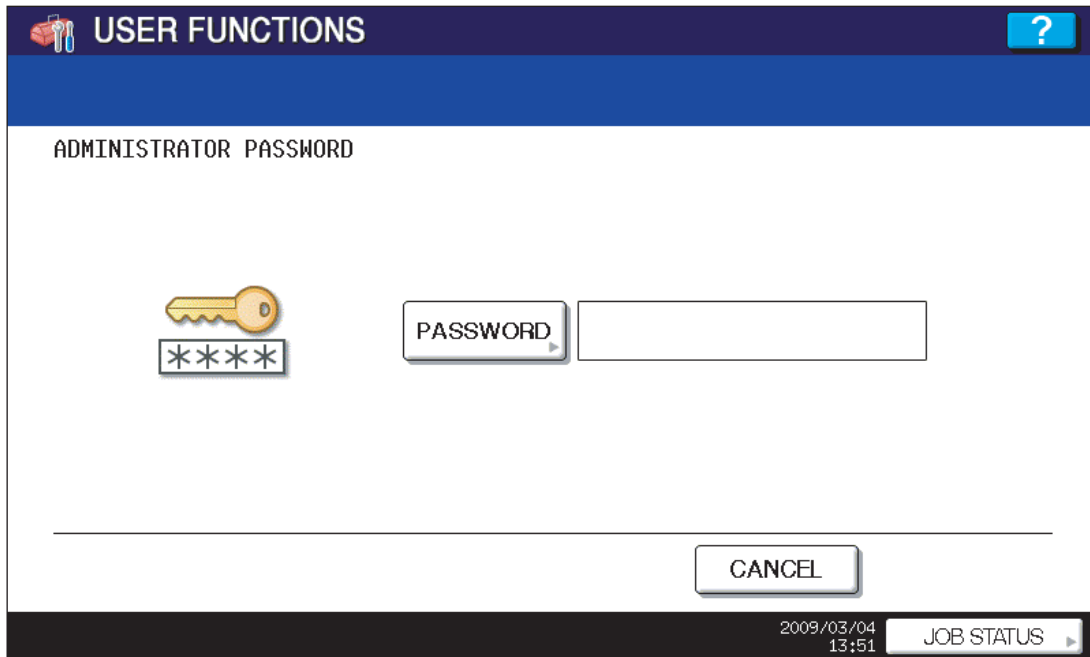 USER FUNCTIONS
?
ADMINISTRATOR PASSWORD
PASSWORD
****
CANCEL
2009/03/04
13:51
JOB STATUS